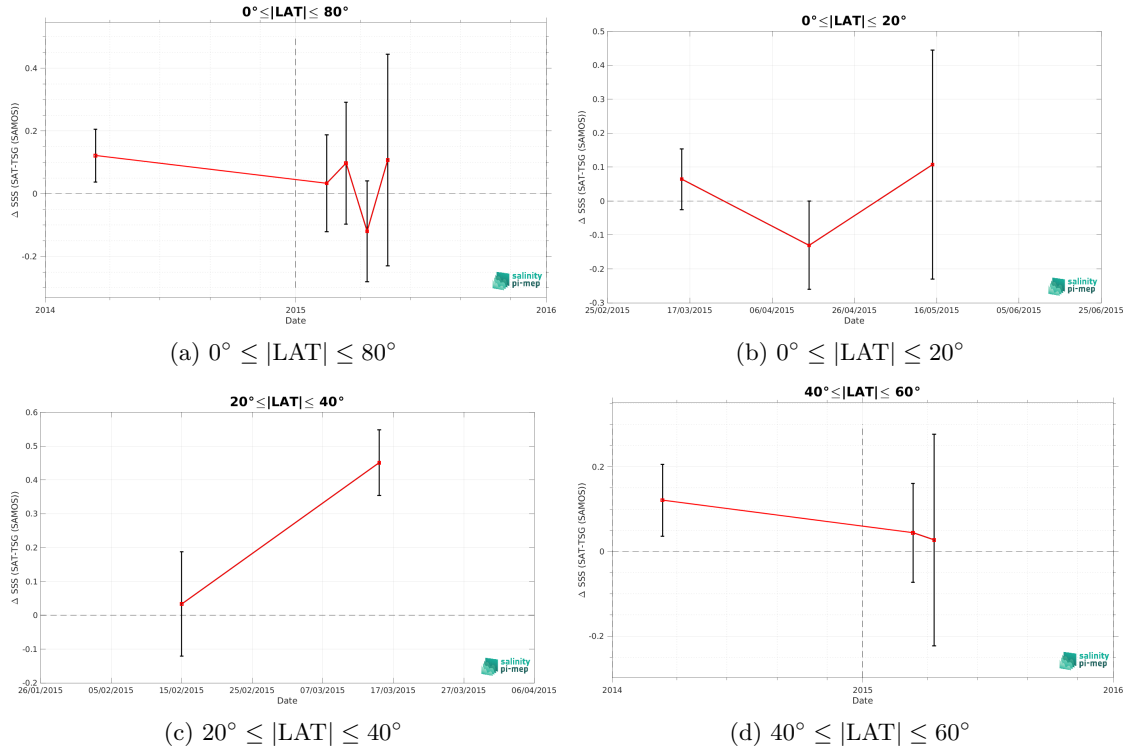 0°≤|LAT|≤ 80°
Δ SSS (SAT-TSG (SAMOS))
0.4
0.2
0
-0.2
2014
2015
2016
Date
salinity
pi-mep
(a) 0° ≤ |LAT| ≤ 80°
0°≤|LAT|≤ 20°
Δ SSS (SAT-TSG (SAMOS))
0.5
0.4
0.3
0.2
0.1
0
-0.1
-0.2
-0.3
25/02/2015
17/03/2015
06/04/2015
26/04/2015
16/05/2015
05/06/2015
25/06/2015
Date
salinity
pi-mep
(b) 0° ≤ |LAT| ≤ 20°
20°≤|LAT|≤ 40°
Δ SSS (SAT-TSG (SAMOS))
0.6
0.5
0.4
0.3
0.2
0.1
0
-0.1
-0.2
26/01/2015
05/02/2015
15/02/2015
25/02/2015
07/03/2015
17/03/2015
27/03/2015
06/04/2015
Date
salinity
pi-mep
(c) 20° ≤ |LAT| ≤ 40°
40°≤|LAT|≤ 60°
Δ SSS (SAT-TSG (SAMOS))
0.2
0
-0.2
2014
2015
2016
Date
salinity
pi-mep
(d) 40° ≤ |LAT| ≤ 60°